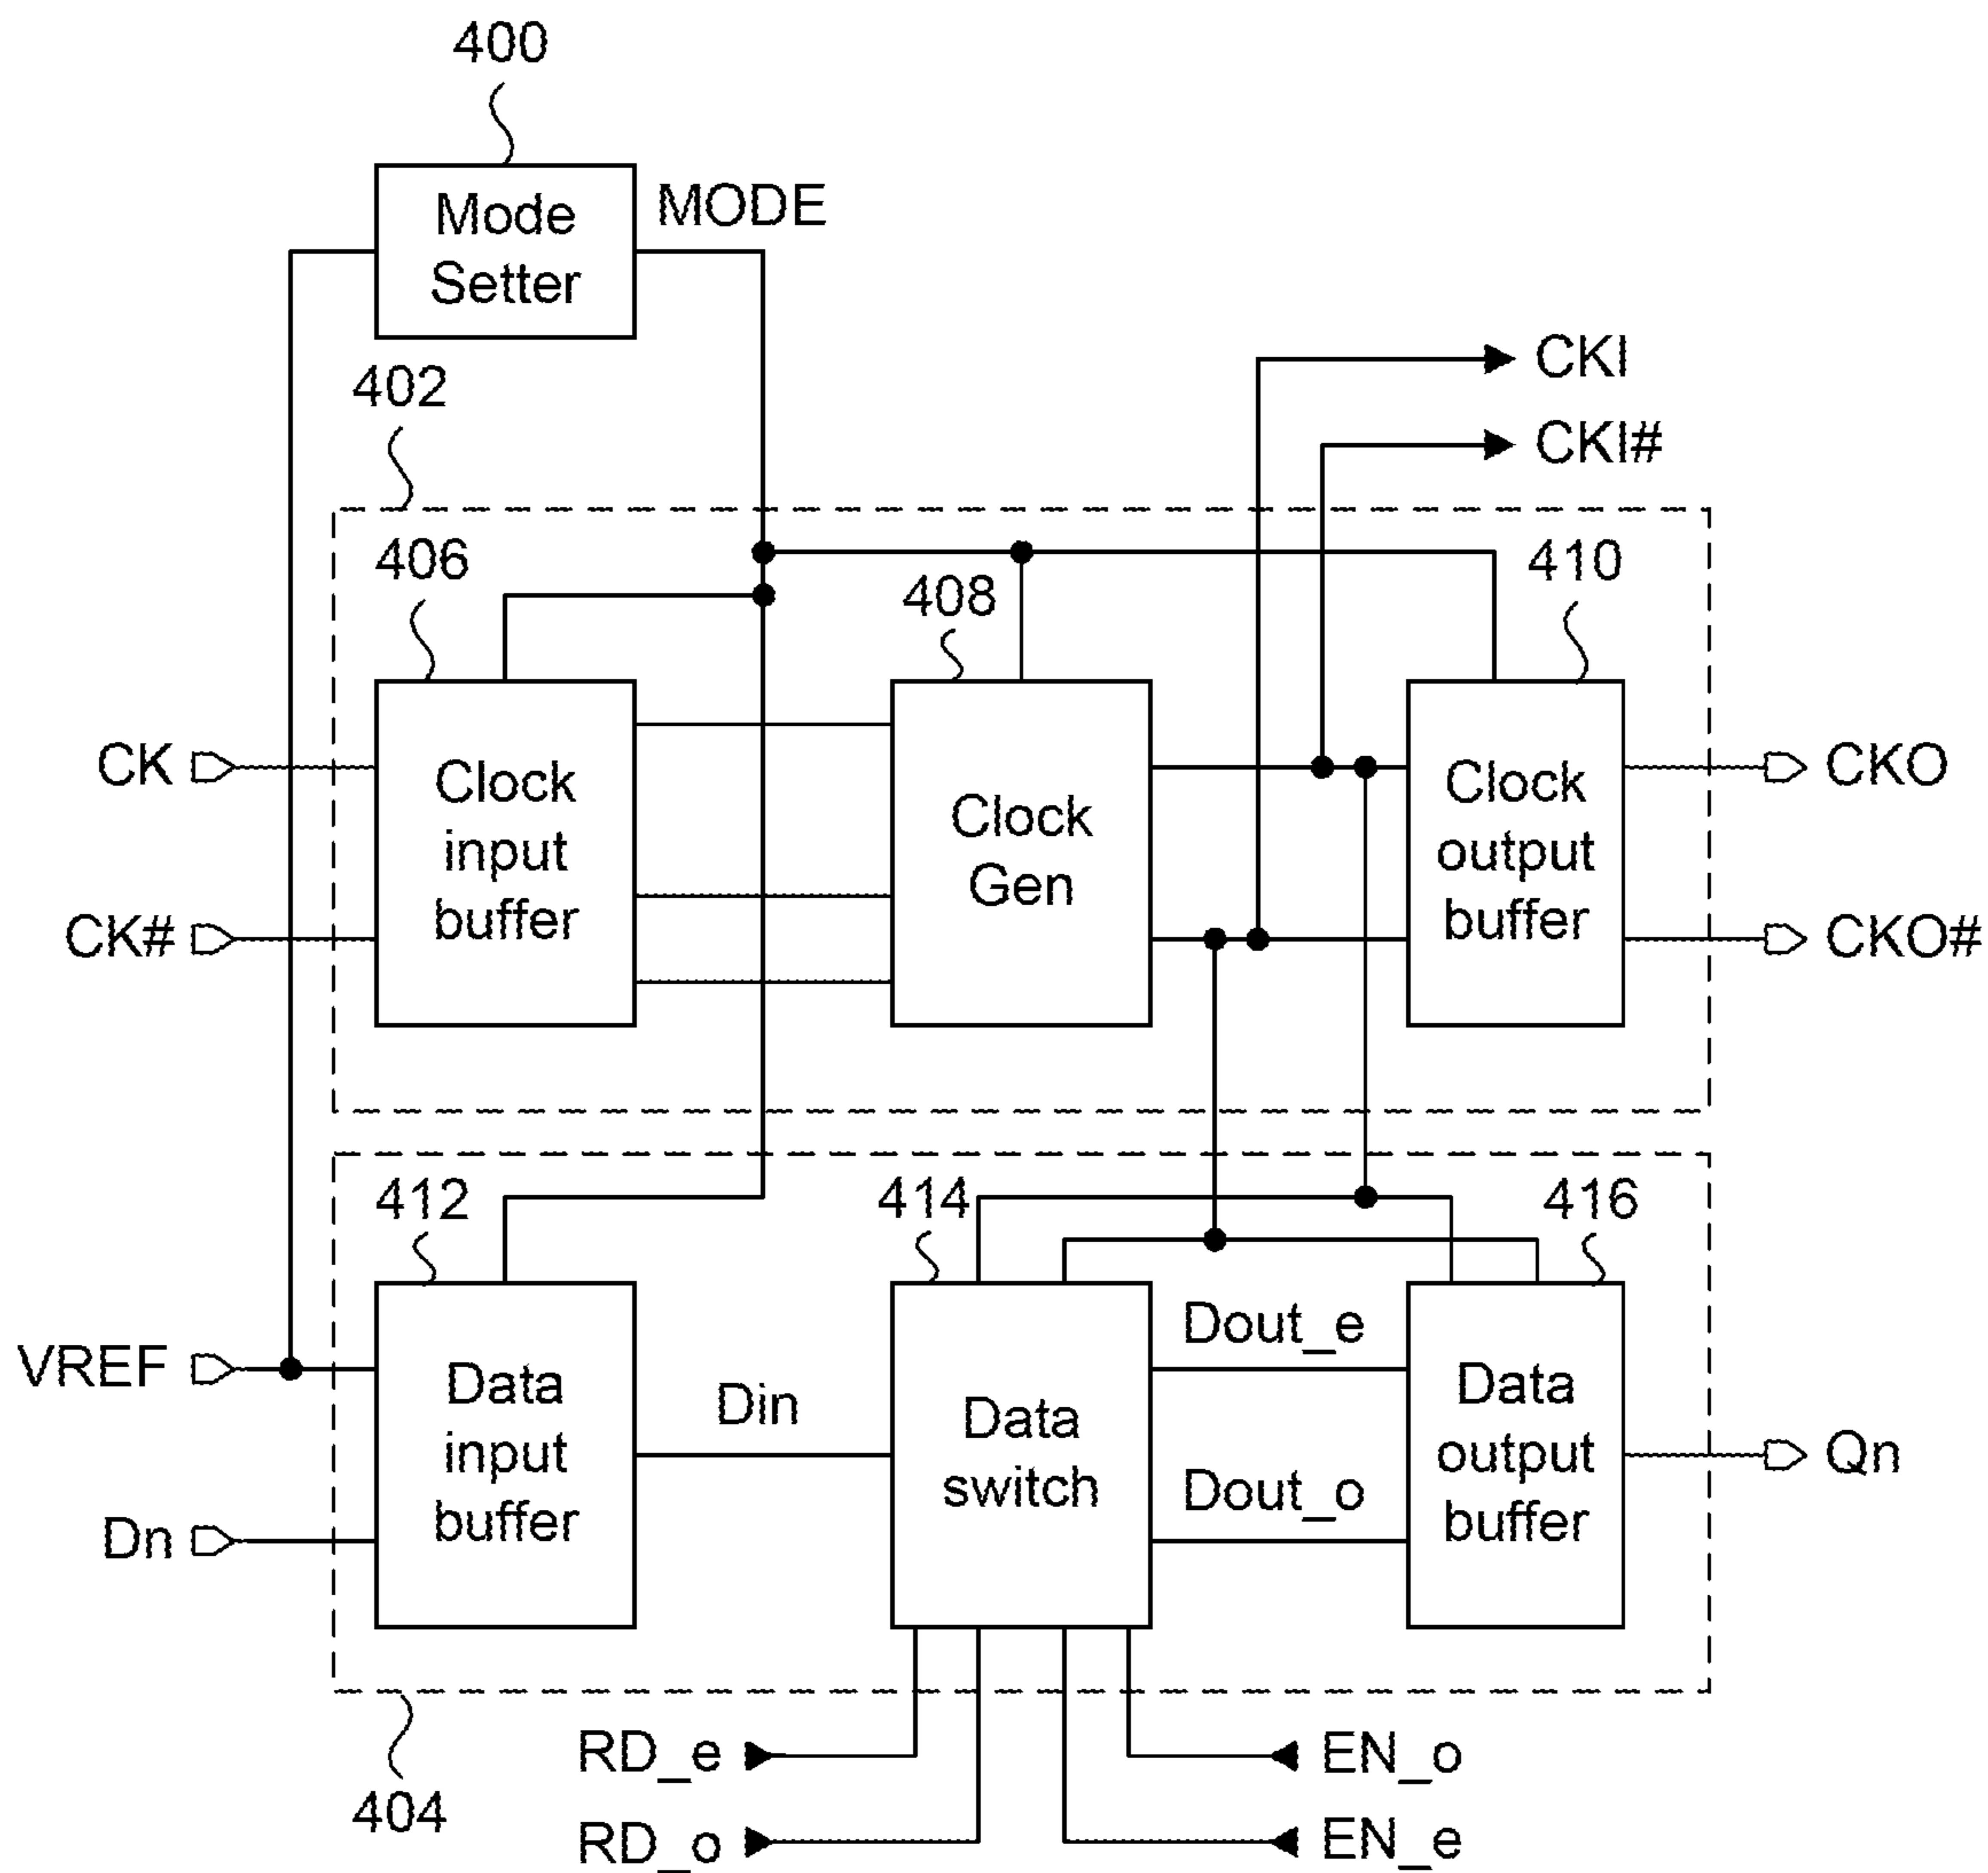 400
Mode
Setter
MODE
402
CKI
CKI#
406
408
410
CK
CK#
Clock
input
buffer
Clock
Gen
Clock
output
buffer
CKO
CKO#
412
414
416
VREF
Dn
Data
input
buffer
Din
Data
switch
Dout_e
Dout_o
Data
output
buffer
Qn
404
RD_e
RD_o
EN_o
EN_e